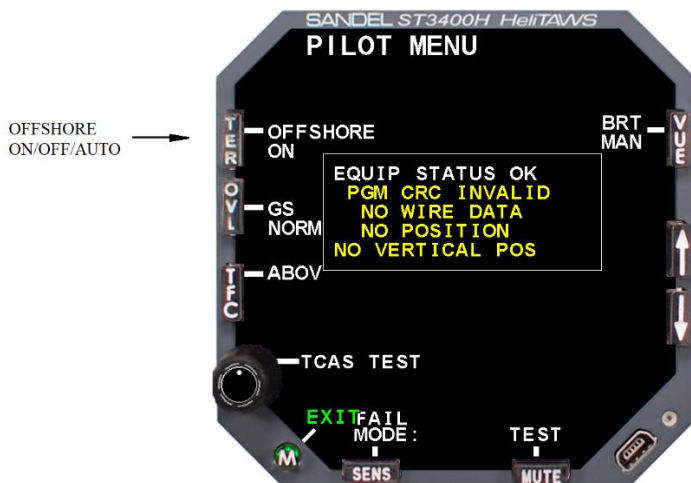 SANDEL ST3400H HeliTAWS
PILOT MENU
OFFSHORE
ON/OFF/AUTO
TER
OFFSHORE
ON
BRT
MAN
VUE
EQUIP STATUS OK
PGM CRC INVALID
NO WIRE DATA
NO POSITION
NO VERTICAL POS
OVL
GS
NORM
TFC
ABOV
TCAS TEST
EXIT
FAIL
MODE:
TEST
M
SENS
MUTE